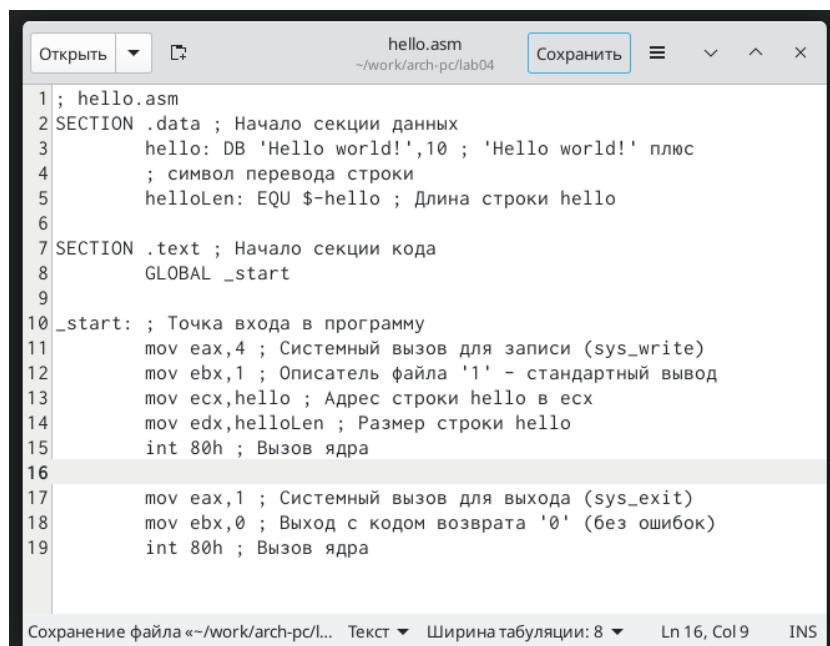 Открыть
hello.asm
~/work/arch-pc/lab04
Сохранить
1 ; hello.asm
2 SECTION .data ; Начало секции данных
3 hello: DB 'Hello world!',10 ; 'Hello world!' плюс
4 ; символ перевода строки
5 helloLen: EQU $-hello ; Длина строки hello
6
7 SECTION .text ; Начало секции кода
8 GLOBAL _start
9
10 _start: ; Точка входа в программу
11 mov eax,4 ; Системный вызов для записи (sys_write)
12 mov ebx,1 ; Описатель файла '1' - стандартный вывод
13 mov ecx,hello ; Адрес строки hello в ecx
14 mov edx,helloLen ; Размер строки hello
15 int 80h ; Вызов ядра
16
17 mov eax,1 ; Системный вызов для выхода (sys_exit)
18 mov ebx,0 ; Выход с кодом возврата '0' (без ошибок)
19 int 80h ; Вызов ядра
Сохранение файла «~/work/arch-pc/l... Текст Ширина табуляции: 8 Ln 16, Col 9 INS